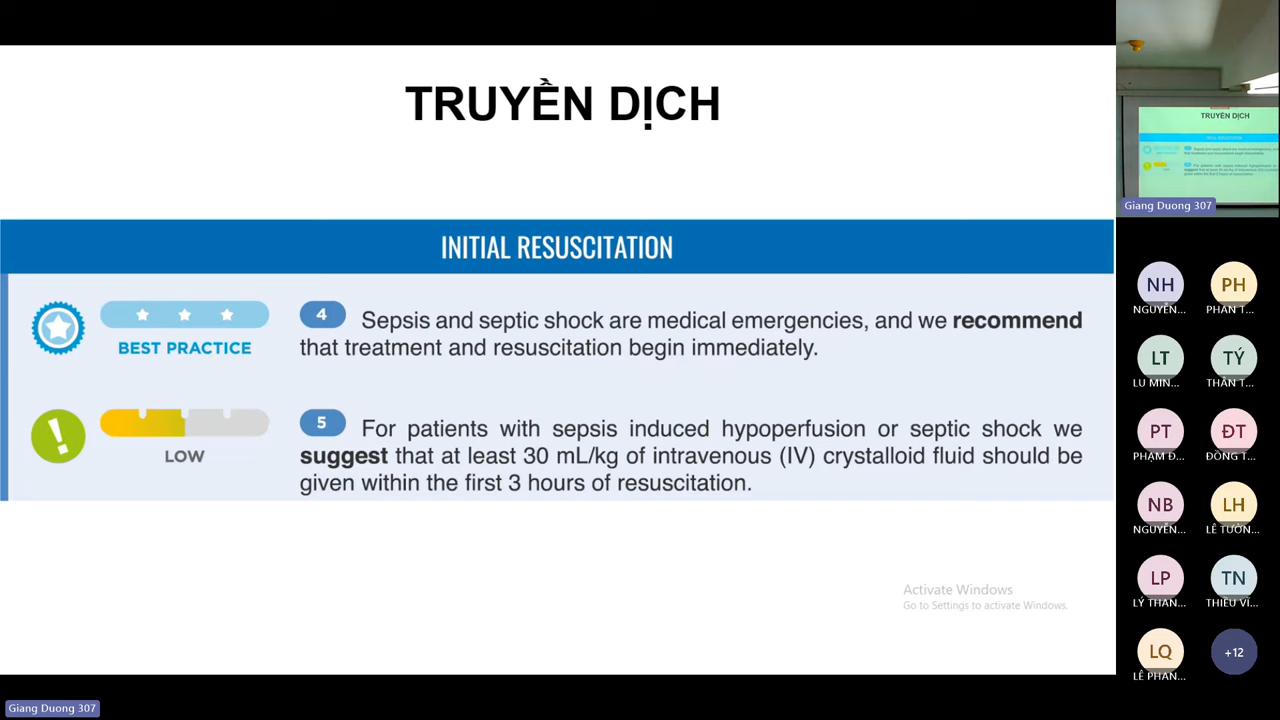 TRUYỀN DỊCH
INITIAL RESUSCITATION
BEST PRACTICE
4 Sepsis and septic shock are medical emergencies, and we recommend
that treatment and resuscitation begin immediately.
LOW
5 For patients with sepsis induced hypoperfusion or septic shock we
suggest that at least 30 mL/kg of intravenous (IV) crystalloid fluid should be
given within the first 3 hours of resuscitation.
Activate Windows
Go to Settings to activate Windows.
Giang Duong 307
TRUYỀN DỊCH
INITIAL RESUSCITATION
Giang Duong 307
NH
NGUYỄN...
PH
PHAN T...
LT
LU MIN...
TÝ
THÂN T...
PT
PHẠM Đ...
ĐT
ĐỒNG T...
NB
NGUYỄN...
LH
LÊ TƯỜN...
LP
LÝ THAN...
TN
THIỀU VĨ...
LQ
LÊ PHAN...
+12